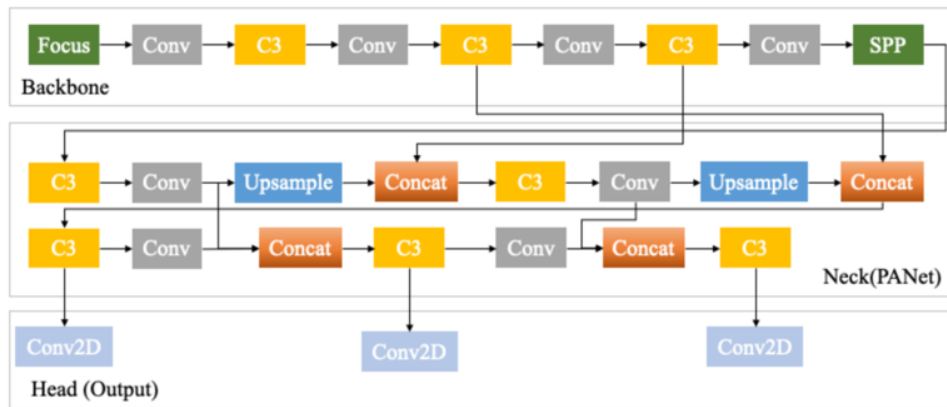 Focus Conv C3 Conv C3 Conv C3 Conv SPP
Backbone
C3 Conv Upsample Concat C3 Conv Upsample Concat
C3 Conv Concat C3 Conv Concat C3
Neck(PANet)
Conv2D Conv2D Conv2D
Head (Output)